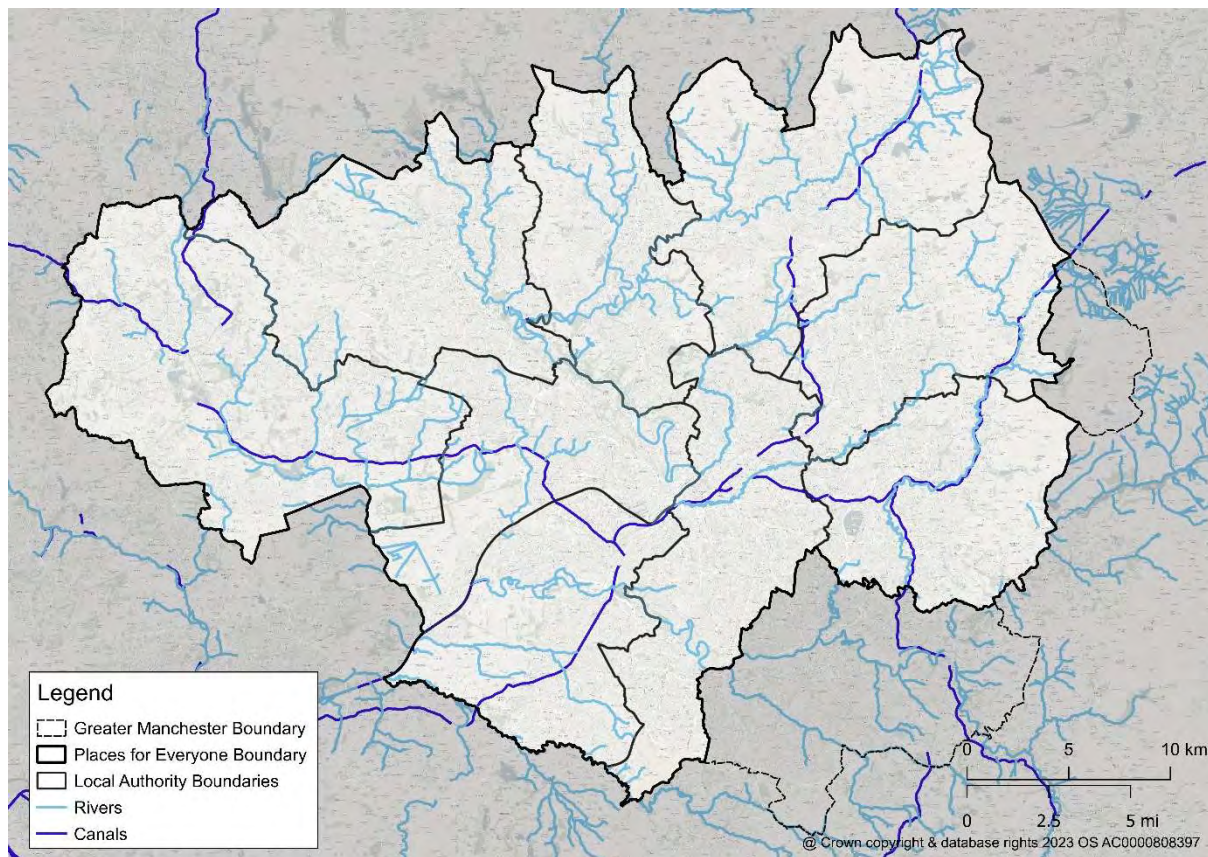 Legend
Greater Manchester Boundary
Places for Everyone Boundary
Local Authority Boundaries
Rivers
Canals
0 5 10 km
0 2.5 5 mi
@ Crown copyright & database rights 2023 OS AC0000808397